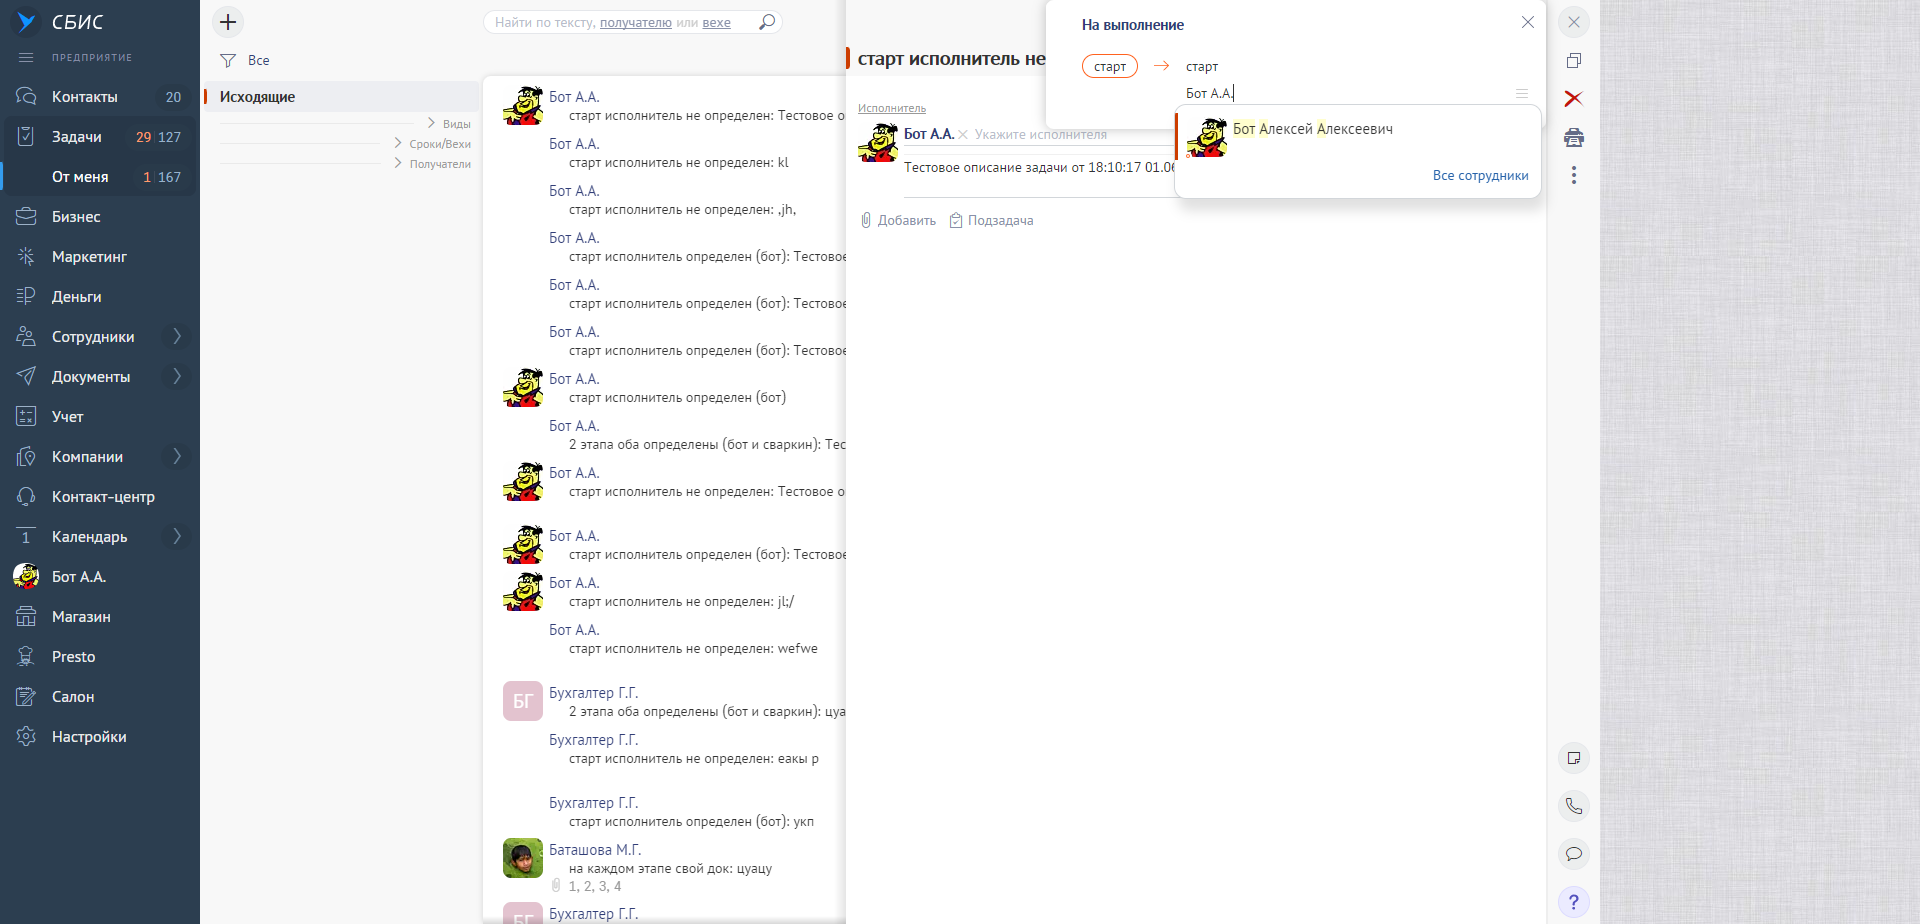 СБИС
ПРЕДПРИЯТИЕ
Контакты 20
Задачи 29 127
От меня 1 167
Бизнес
Маркетинг
Деньги
Сотрудники
Документы
Учет
Компании
Контакт-центр
1 Календарь
Бот А.А.
Магазин
Presto
Салон
Настройки
Найти по тексту, получателю или вехе
Все
Исходящие
Виды
Сроки/Вехи
Получатели
Бот А.А.
старт исполнитель не определен: Тестовое о
Бот А.А.
старт исполнитель не определен: kl
Бот А.А.
старт исполнитель не определен: ,jh,
Бот А.А.
старт исполнитель определен (бот): Тестовое
Бот А.А.
старт исполнитель определен (бот): Тестовое
Бот А.А.
старт исполнитель определен (бот): Тестовое
Бот А.А.
старт исполнитель определен (бот)
Бот А.А.
2 этапа оба определены (бот и сваркин): Тес
Бот А.А.
старт исполнитель не определен: Тестовое о
Бот А.А.
старт исполнитель определен (бот): Тестовое
Бот А.А.
старт исполнитель не определен: jl;/
Бот А.А.
старт исполнитель не определен: wefwe
БГ
Бухгалтер Г.Г.
2 этапа оба определены (бот и сваркин): цуа
Бухгалтер Г.Г.
старт исполнитель не определен: еакы р
Бухгалтер Г.Г.
старт исполнитель определен (бот): укп
Баташова М.Г.
на каждом этапе свой док: цуацу
1, 2, 3, 4
БГ
Бухгалтер Г.Г.
старт исполнитель не
Исполнитель
Бот А.А. Укажите исполнителя
Тестовое описание задачи от 18:10:17 01.06
Добавить Подзадача
На выполнение
старт старт
Бот А.А.
Бот Алексей Алексеевич
Все сотрудники
?